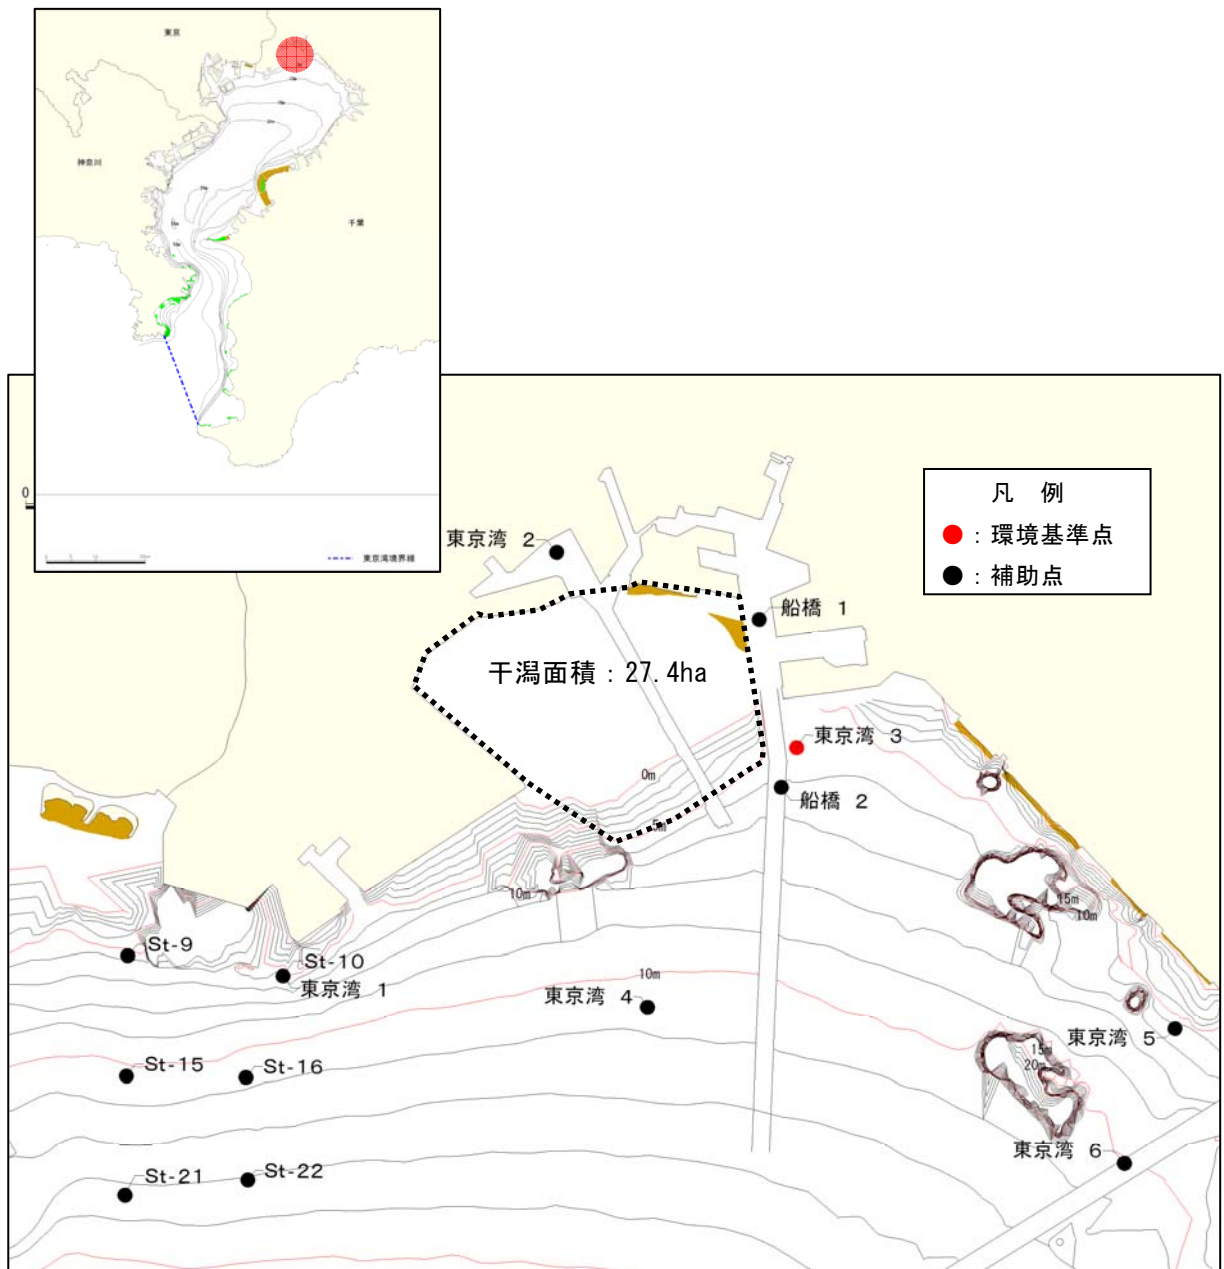 東京
神奈川
千葉
東京湾境界線
0
凡 例
●：環境基準点
●：補助点
東京湾 2
船橋 1
干潟面積：27.4ha
東京湾 3
0m
船橋 2
5m
10m
15m
10m
St-9
St-10
東京湾 1
10m
東京湾 4
東京湾 5
15m
20m
St-15
St-16
東京湾 6
St-21
St-22